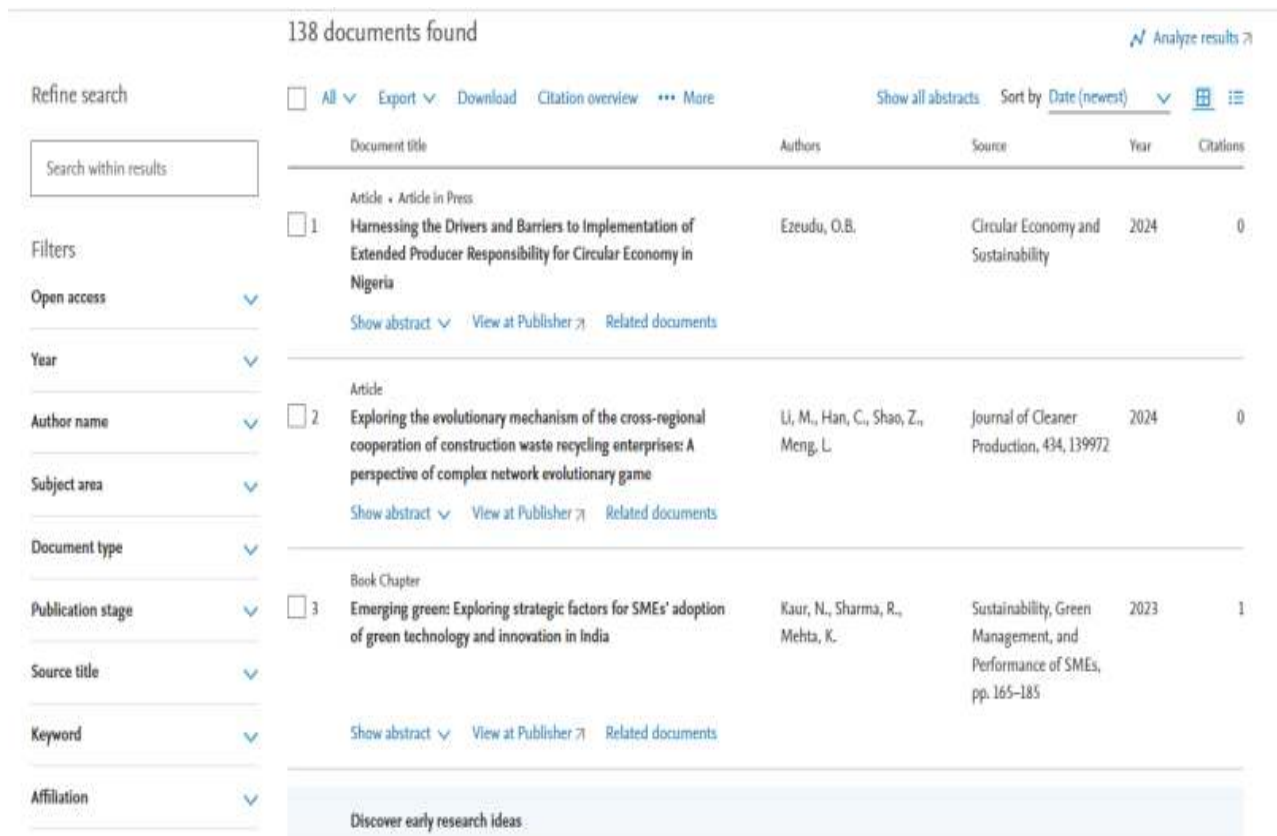 138 documents found
Analyze results
Refine search
All Export Download Citation overview ••• More Show all abstracts Sort by Date (newest)
Search within results
Document title Authors Source Year Citations
Filters
Open access
Year
Author name
Subject area
Document type
Publication stage
Source title
Keyword
Affiliation
Article • Article in Press
1 Harnessing the Drivers and Barriers to Implementation of Ezeudu, O.B. Circular Economy and 2024 0
Extended Producer Responsibility for Circular Economy in Sustainability
Nigeria
Show abstract View at Publisher Related documents
Article
2 Exploring the evolutionary mechanism of the cross-regional Li, M., Han, C., Shao, Z., Journal of Cleaner 2024 0
cooperation of construction waste recycling enterprises: A Meng, L. Production, 434, 139972
perspective of complex network evolutionary game
Show abstract View at Publisher Related documents
Book Chapter
3 Emerging green: Exploring strategic factors for SMEs' adoption Kaur, N., Sharma, R., Sustainability, Green 2023 1
of green technology and innovation in India Mehta, K. Management, and
Performance of SMEs,
pp. 165–185
Show abstract View at Publisher Related documents
Discover early research ideas